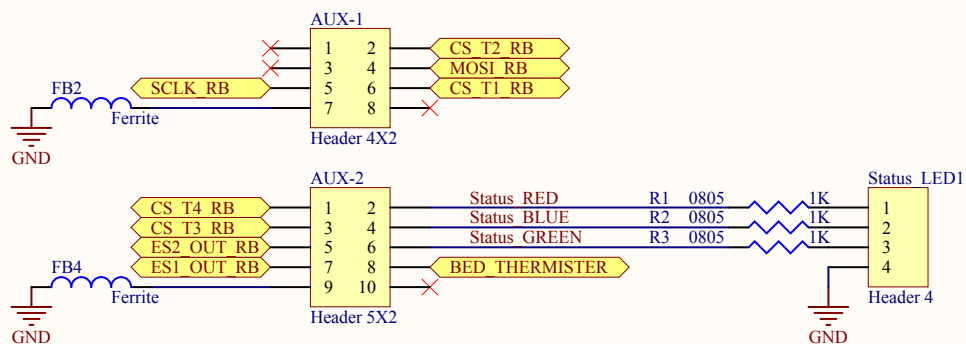 AUX-1
1 2 CS_T2_RB
3 4 MOSI_RB
SCLK_RB 5 6 CS_T1_RB
FB2 7 8
Ferrite
GND
Header 4X2
AUX-2
Status_LED1
CS_T4_RB 1 2 Status_RED R1 0805 1K 1
CS_T3_RB 3 4 Status_BLUE R2 0805 1K 2
ES2_OUT_RB 5 6 Status_GREEN R3 0805 1K 3
ES1_OUT_RB 7 8 BED_THERMISTER 4
FB4 9 10
Ferrite
Header 4
Header 5X2
GND
GND